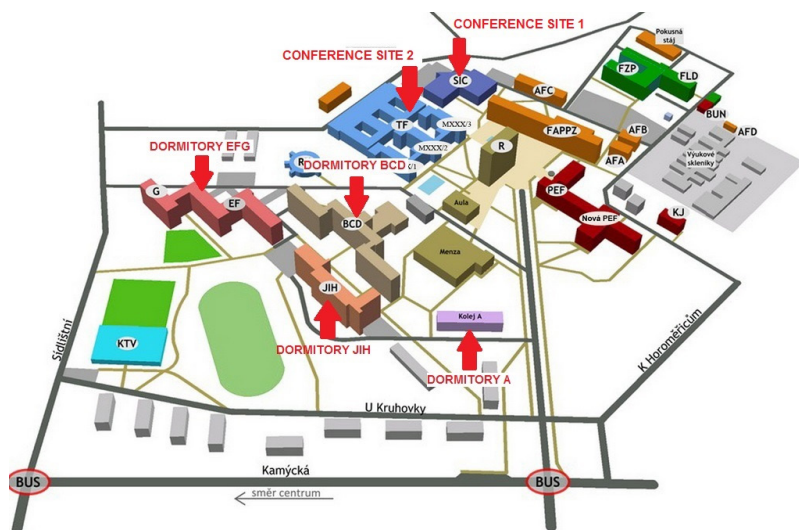 CONFERENCE SITE 1
Pokusná
stáj
CONFERENCE SITE 2
FZP
FLD
SIC
AFC
BUN
TF
MXXX/3
FAPPZ
AFB
AFD
DORMITORY EFG
MXXX/2
R
AFA
Výukové
skleníky
R
DORMITORY BCD
G
PEF
EF
Aula
KJ
Nová PEF
BCD
Menza
JIH
K Horoměřicům
Sídlištní
Kolej A
KTV
DORMITORY JIH
DORMITORY A
U Kruhovky
Kamýcká
BUS
BUS
směr centrum